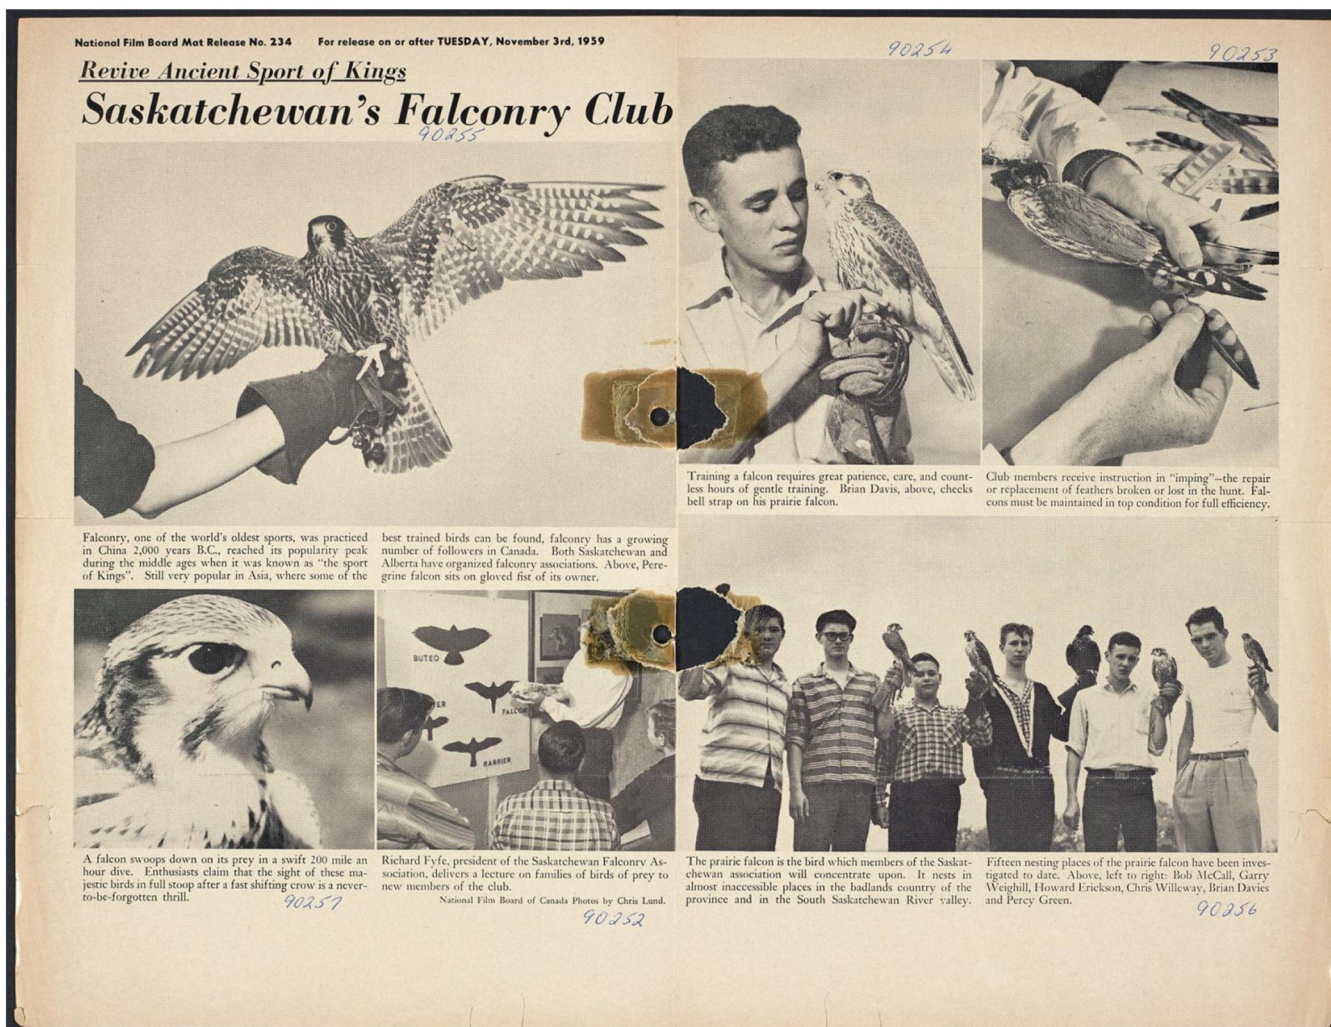 National Film Board Mat Release No. 234 For release on or after TUESDAY, November 3rd, 1959
Revive Ancient Sport of Kings
Saskatchewan's Falconry Club
90255
90254
90253
Training a falcon requires great patience, care, and count-
less hours of gentle training. Brian Davis, above, checks
bell strap on his prairie falcon.
Club members receive instruction in "imping"—the repair
or replacement of feathers broken or lost in the hunt. Fal-
cons must be maintained in top condition for full efficiency.
Falconry, one of the world's oldest sports, was practiced
in China 2,000 years B.C., reached its popularity peak
during the middle ages when it was known as "the sport
of Kings". Still very popular in Asia, where some of the
best trained birds can be found, falconry has a growing
number of followers in Canada. Both Saskatchewan and
Alberta have organized falconry associations. Above, Pere-
grine falcon sits on gloved fist of its owner.
BUTEO
FALCO
HARRIER
A falcon swoops down on its prey in a swift 200 mile an
hour dive. Enthusiasts claim that the sight of these ma-
jestic birds in full stoop after a fast shifting crow is a never-
to-be-forgotten thrill.
90257
Richard Fyfe, president of the Saskatchewan Falconry As-
sociation, delivers a lecture on families of birds of prey to
new members of the club.
National Film Board of Canada Photos by Chris Lund.
90252
The prairie falcon is the bird which members of the Saskat-
chewan association will concentrate upon. It nests in
almost inaccessible places in the badlands country of the
province and in the South Saskatchewan River valley.
Fifteen nesting places of the prairie falcon have been inves-
tigated to date. Above, left to right: Bob McCall, Garry
Weighill, Howard Erickson, Chris Willeway, Brian Davies
and Percy Green.
90256